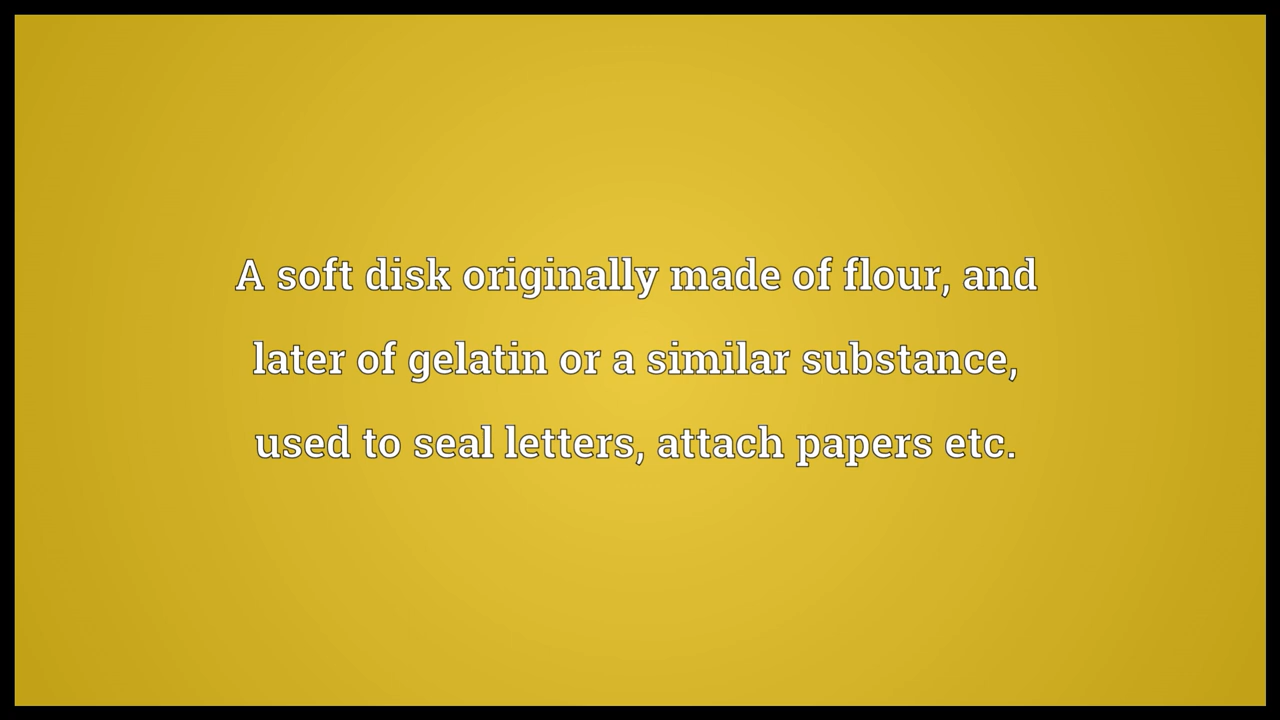 A soft disk originally made of flour, and
later of gelatin or a similar substance,
used to seal letters, attach papers etc.